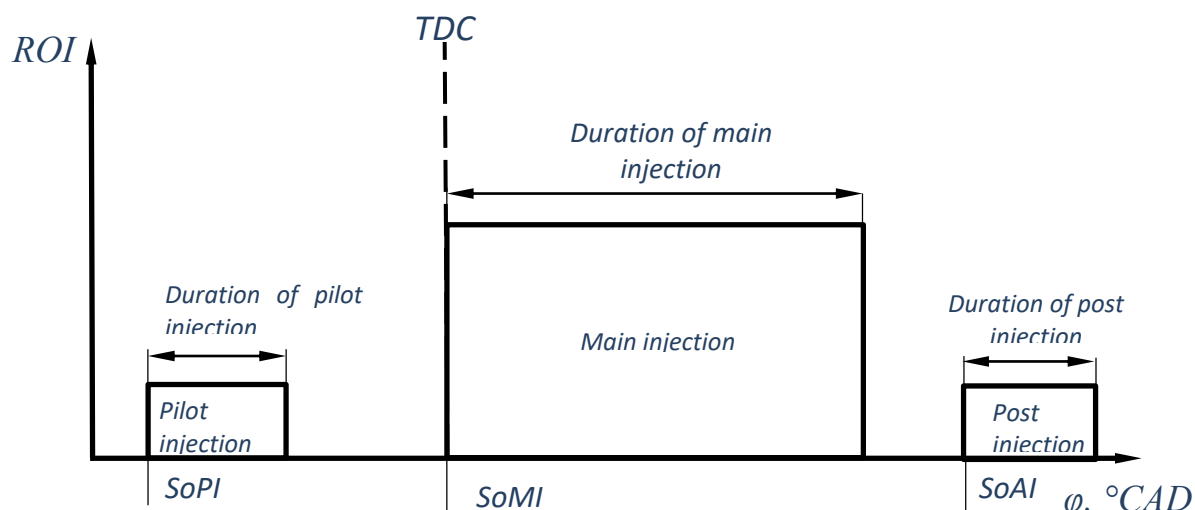 TDC
ROI
Duration of main
injection
Duration of pilot
injection
Duration of post
injection
Main injection
Pilot
injection
Post
injection
SoPI
SoMI
SoAI
φ, °CAD